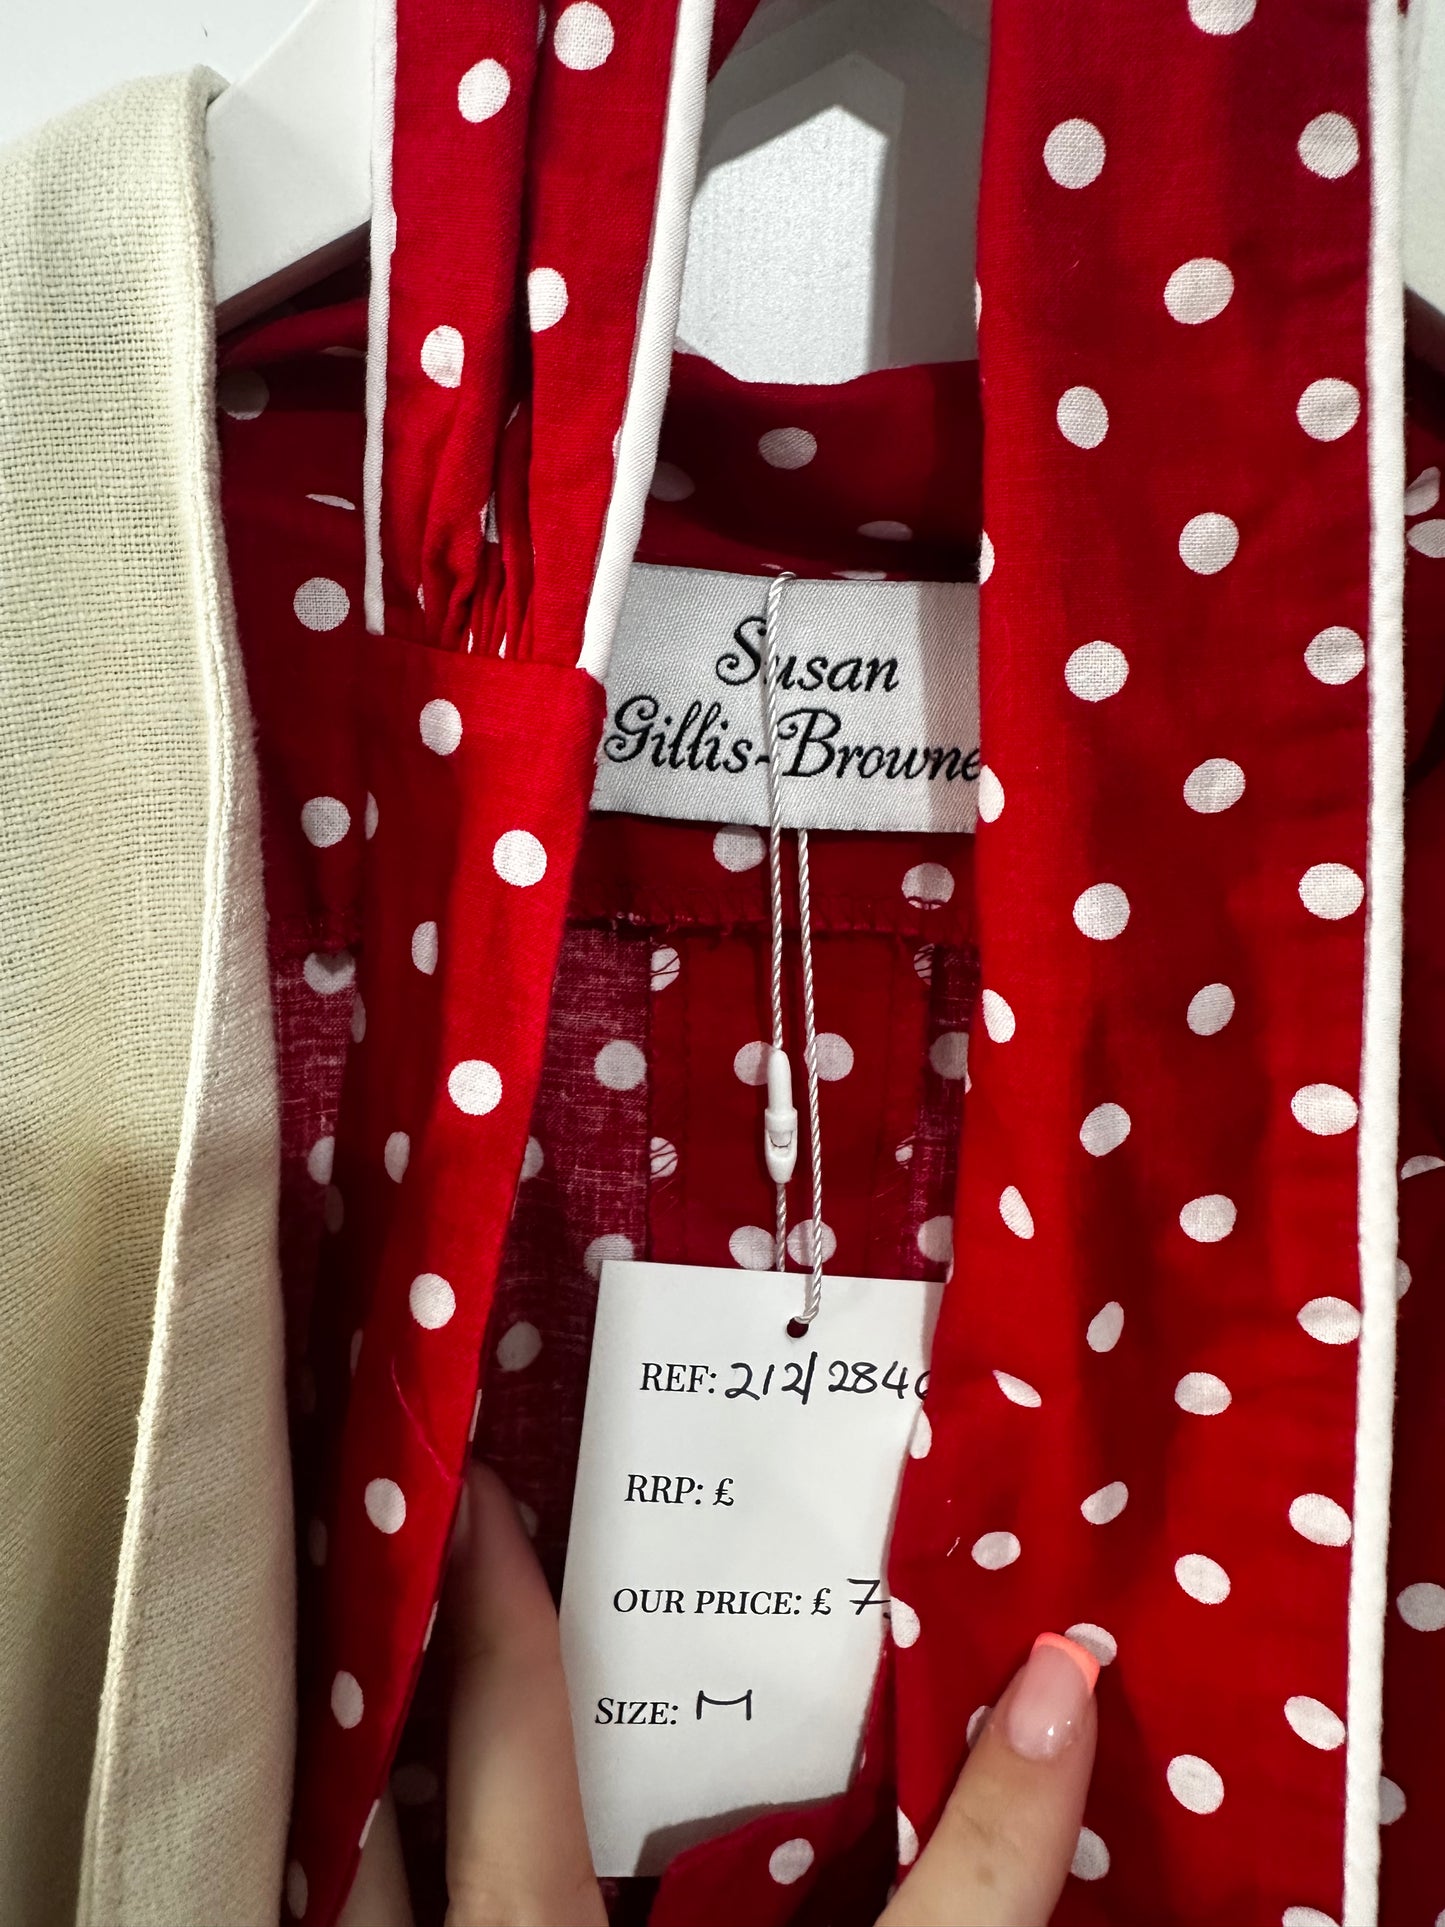 Susan
Gillis-Browne
REF: 212/284
RRP: £
OUR PRICE: £ 7
SIZE: M